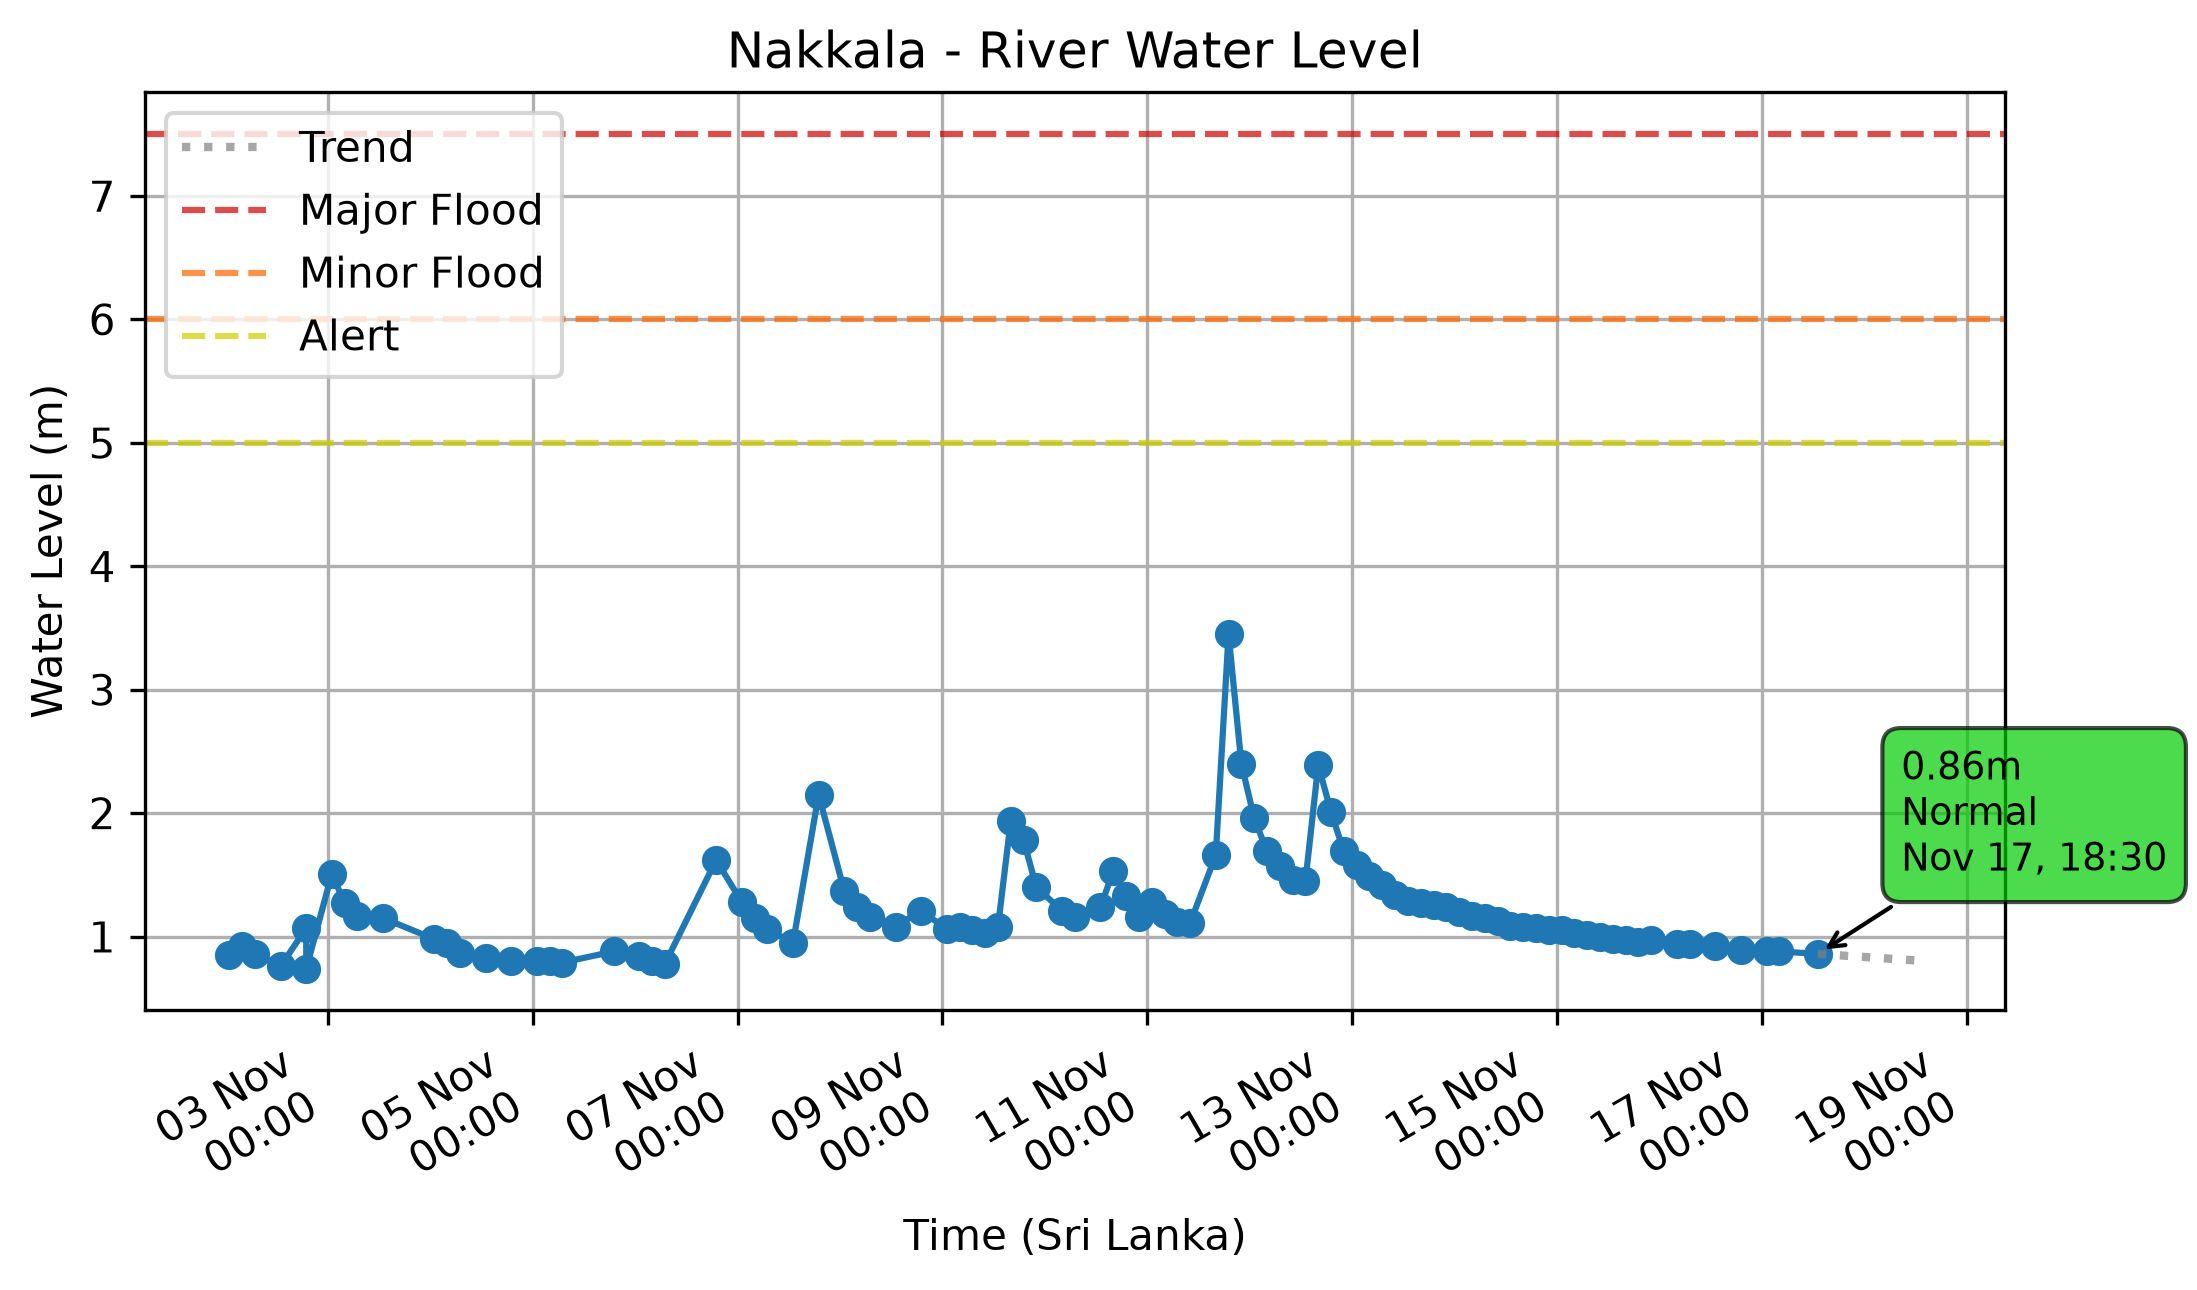 Nakkala - River Water Level
Trend
Major Flood
Minor Flood
Alert
Water Level (m)
7
6
5
4
3
2
1
0.86m
Normal
Nov 17, 18:30
03 Nov
00:00
05 Nov
00:00
07 Nov
00:00
09 Nov
00:00
11 Nov
00:00
13 Nov
00:00
15 Nov
00:00
17 Nov
00:00
19 Nov
00:00
Time (Sri Lanka)